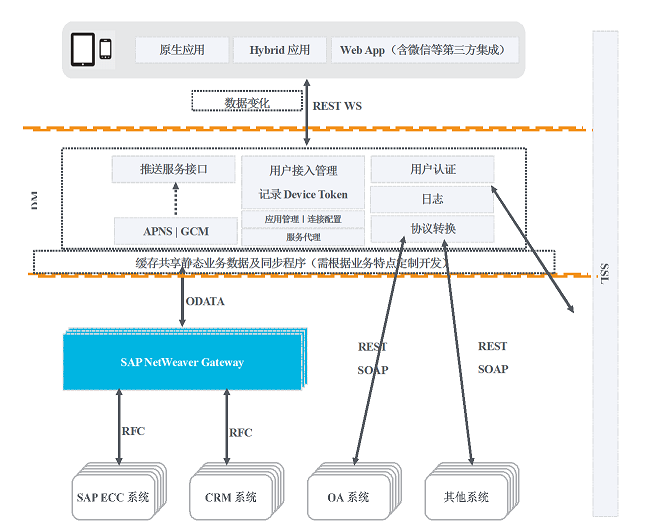 原生应用
Hybrid 应用
Web App（含微信等第三方集成）
数据变化
REST WS
推送服务接口
用户接入管理
记录 Device Token
用户认证
日志
应用管理 | 连接配置
服务代理
APNS | GCM
协议转换
缓存共享静态业务数据及同步程序（需根据业务特点定制开发）
SSL
ODATA
SAP NetWeaver Gateway
REST
SOAP
REST
SOAP
RFC
RFC
SAP ECC 系统
CRM 系统
OA 系统
其他系统